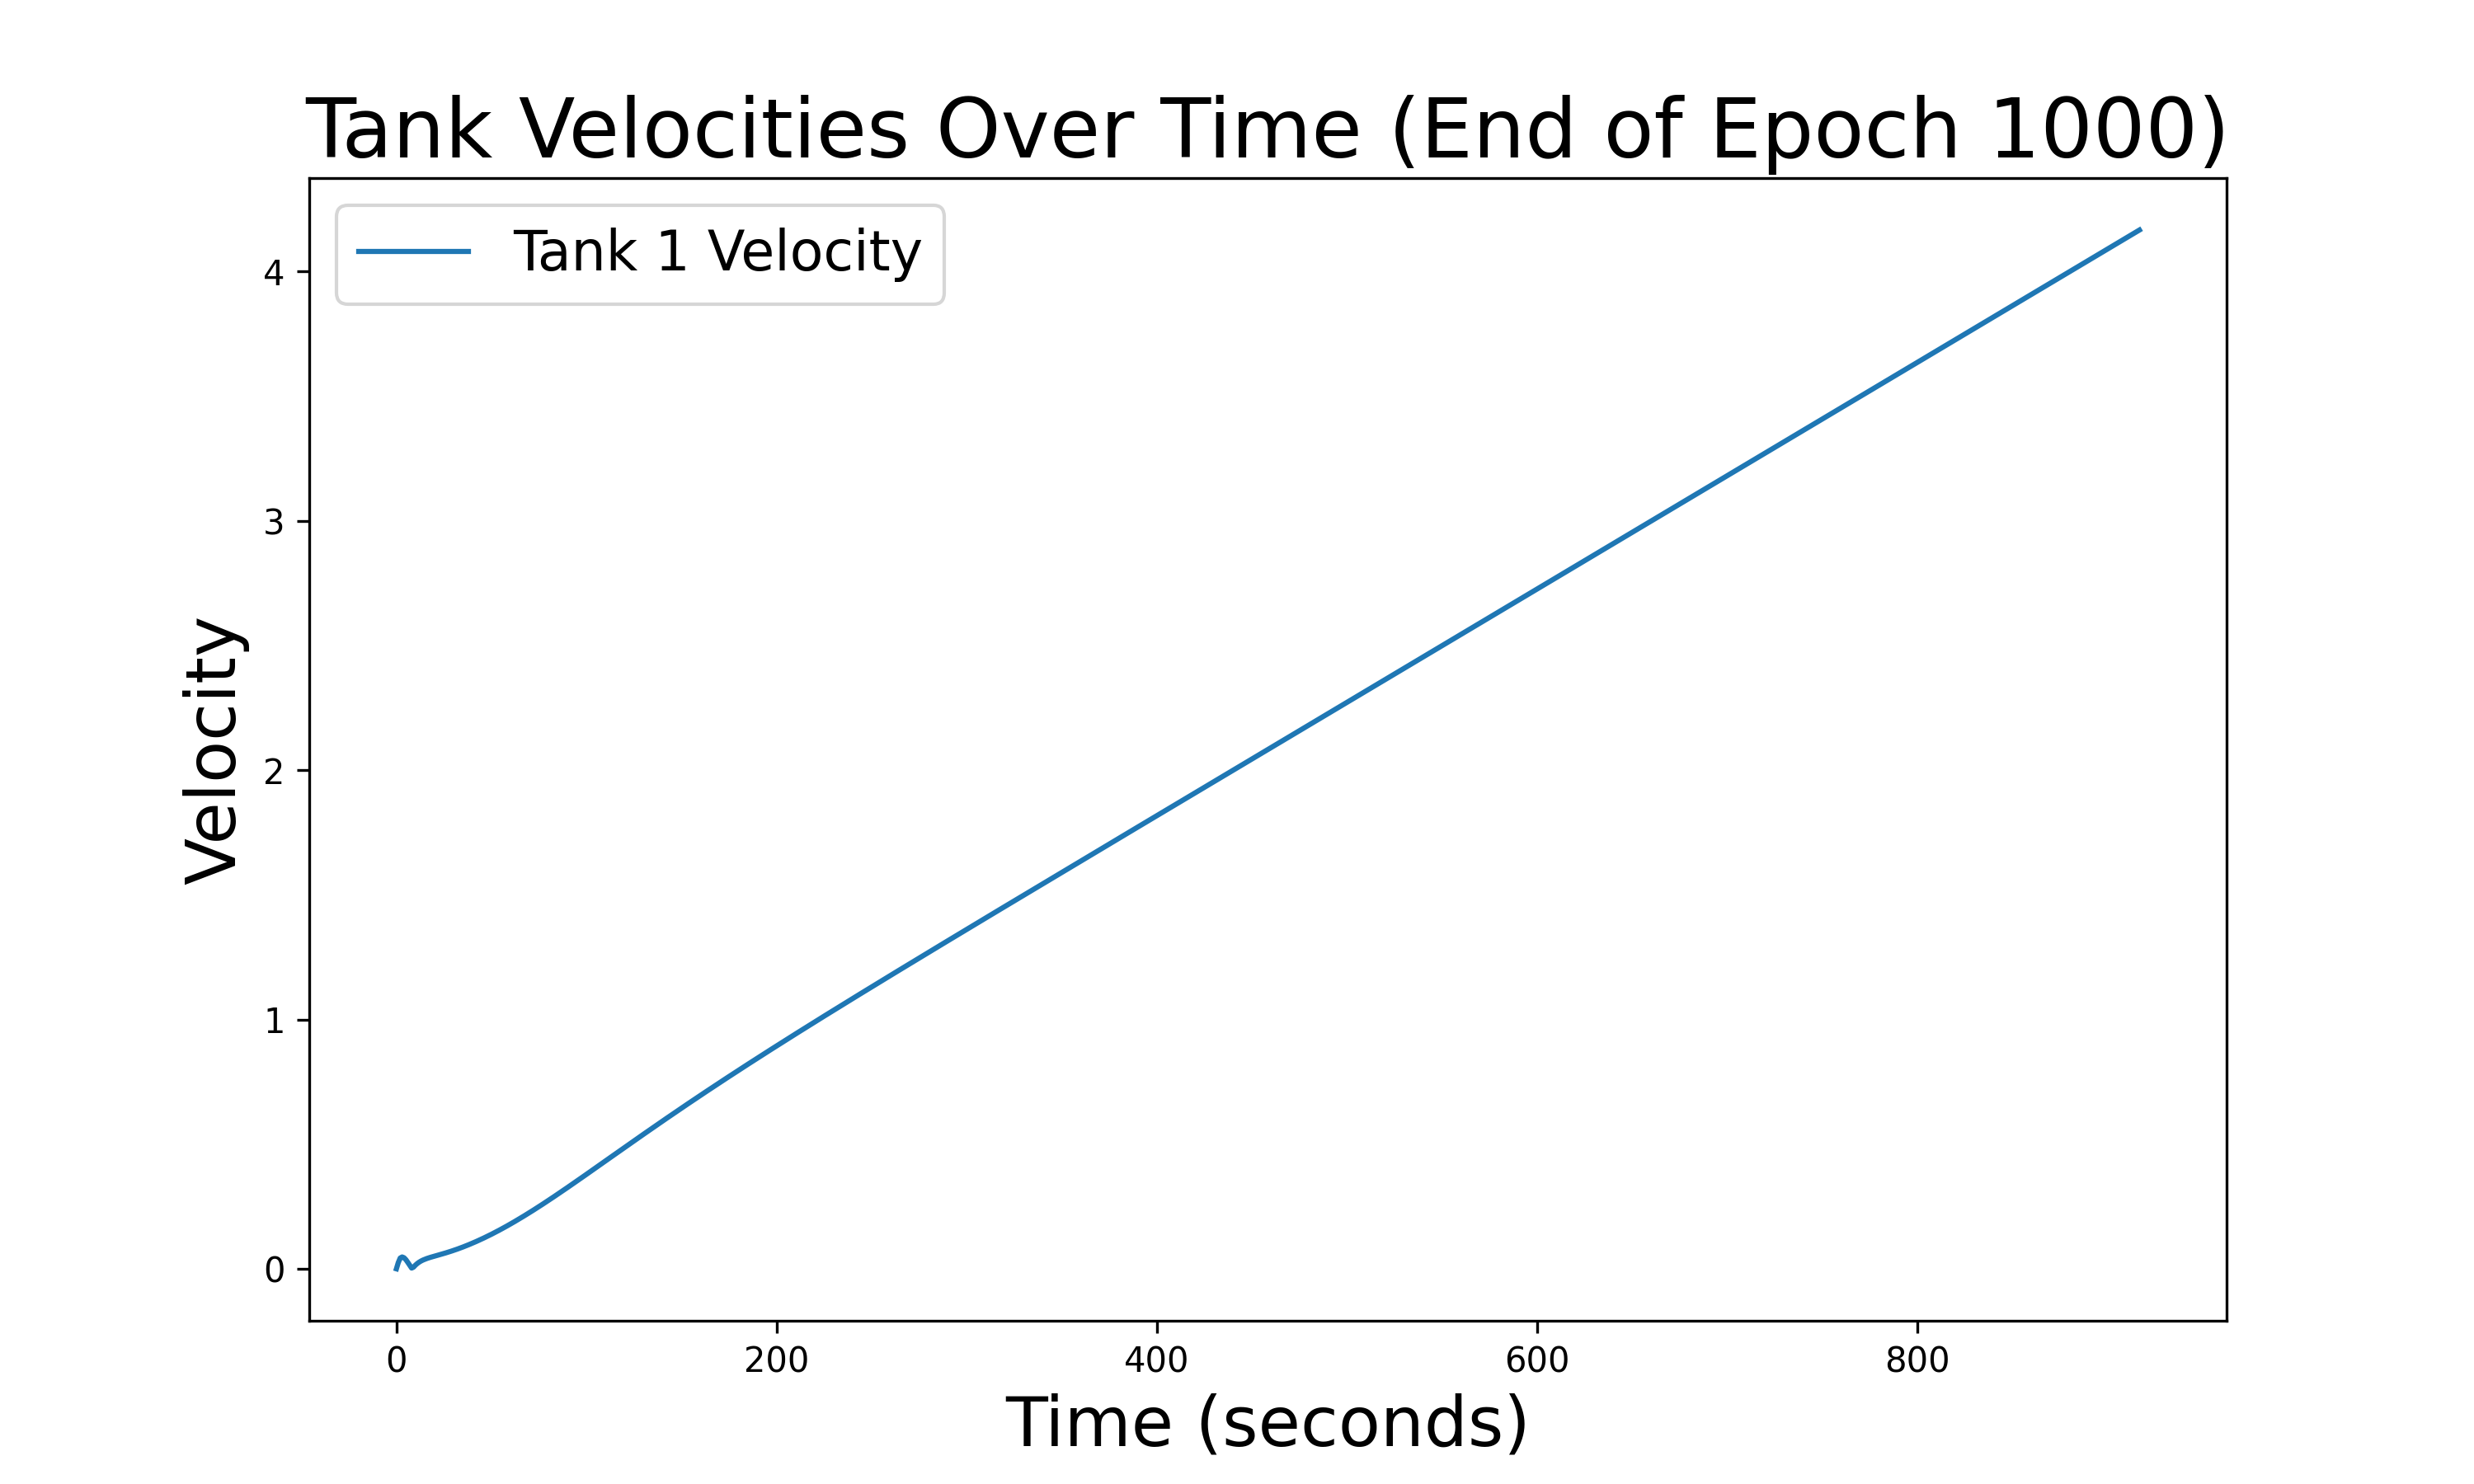 Tank Velocities Over Time (End of Epoch 1000)
Tank 1 Velocity
4
3
2
1
0
Velocity
0 200 400 600 800
Time (seconds)